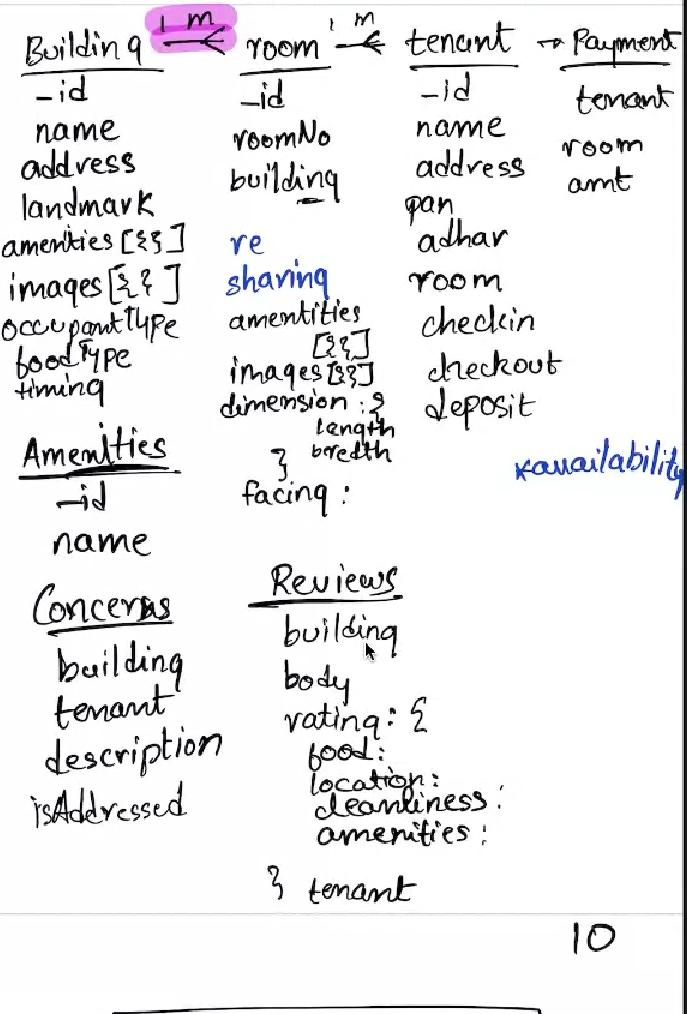 1 m
1 m
Building
room
tenant
Payment
_id
name
address
landmark
amenities [{}]
images [{}]
occupantType
foodType
timing
_id
roomNo
building
re
sharing
amentities
[{}]
images [{}]
dimension : {
length
bredth
}
facing :
_id
name
address
pan
adhar
room
checkin
checkout
deposit
tenant
room
amt
Amenities
_id
name
Concerns
building
tenant
description
isAddressed
Reviews
building
body
rating : {
food :
location :
cleanliness :
amenities :
} tenant
10